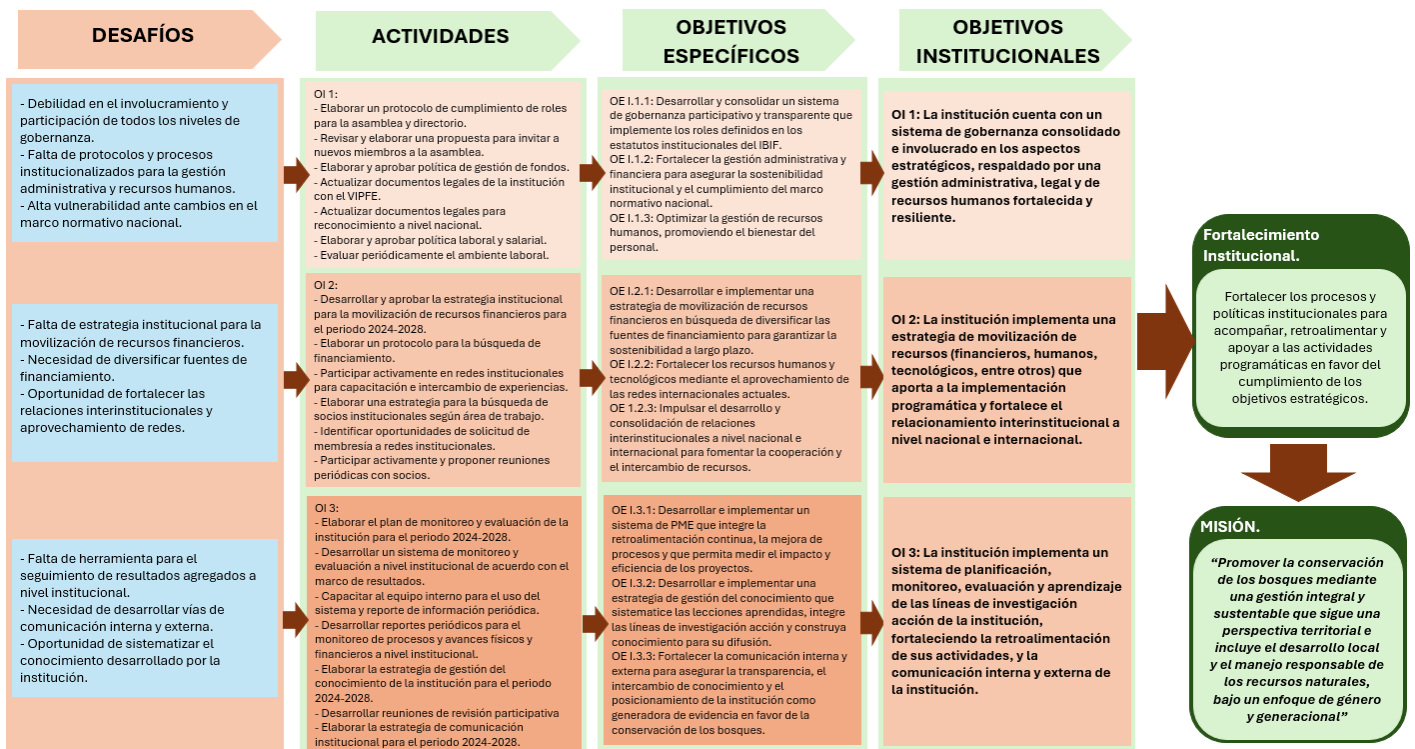 DESAFÍOS
ACTIVIDADES
OBJETIVOS
ESPECÍFICOS
OBJETIVOS
INSTITUCIONALES
- Debilidad en el involucramiento y
participación de todos los niveles de
gobernanza.
- Falta de protocolos y procesos
institucionalizados para la gestión
administrativa y recursos humanos.
- Alta vulnerabilidad ante cambios en el
marco normativo nacional.
OI 1:
- Elaborar un protocolo de cumplimiento de roles
para la asamblea y directorio.
- Revisar y elaborar una propuesta para invitar a
nuevos miembros a la asamblea.
- Elaborar y aprobar política de gestión de fondos.
- Actualizar documentos legales de la institución
con el VIPFE.
- Actualizar documentos legales para
reconocimiento a nivel nacional.
- Elaborar y aprobar política laboral y salarial.
- Evaluar periódicamente el ambiente laboral.
OE I.1.1: Desarrollar y consolidar un sistema
de gobernanza participativo y transparente que
implemente los roles definidos en los
estatutos institucionales del IBIF.
OE I.1.2: Fortalecer la gestión administrativa y
financiera para asegurar la sostenibilidad
institucional y el cumplimiento del marco
normativo nacional.
OE I.1.3: Optimizar la gestión de recursos
humanos, promoviendo el bienestar del
personal.
OI 1: La institución cuenta con un
sistema de gobernanza consolidado
e involucrado en los aspectos
estratégicos, respaldado por una
gestión administrativa, legal y de
recursos humanos fortalecida y
resiliente.
- Falta de estrategia institucional para la
movilización de recursos financieros.
- Necesidad de diversificar fuentes de
financiamiento.
- Oportunidad de fortalecer las
relaciones interinstitucionales y
aprovechamiento de redes.
OI 2:
- Desarrollar y aprobar la estrategia institucional
para la movilización de recursos financieros para
el periodo 2024-2028.
- Elaborar un protocolo para la búsqueda de
financiamiento.
- Participar activamente en redes institucionales
para capacitación e intercambio de experiencias.
- Elaborar una estrategia para la búsqueda de
socios institucionales según área de trabajo.
- Identificar oportunidades de solicitud de
membresía a redes institucionales.
- Participar activamente y proponer reuniones
periódicas con socios.
OE I.2.1: Desarrollar e implementar una
estrategia de movilización de recursos
financieros en búsqueda de diversificar las
fuentes de financiamiento para garantizar la
sostenibilidad a largo plazo.
OE I.2.2: Fortalecer los recursos humanos y
tecnológicos mediante el aprovechamiento de
las redes internacionales actuales.
OE 1.2.3: Impulsar el desarrollo y
consolidación de relaciones
interinstitucionales a nivel nacional e
internacional para fomentar la cooperación y
el intercambio de recursos.
OI 2: La institución implementa una
estrategia de movilización de
recursos (financieros, humanos,
tecnológicos, entre otros) que
aporta a la implementación
programática y fortalece el
relacionamiento interinstitucional a
nivel nacional e internacional.
- Falta de herramienta para el
seguimiento de resultados agregados a
nivel institucional.
- Necesidad de desarrollar vías de
comunicación interna y externa.
- Oportunidad de sistematizar el
conocimiento desarrollado por la
institución.
OI 3:
- Elaborar el plan de monitoreo y evaluación de la
institución para el periodo 2024-2028.
- Desarrollar un sistema de monitoreo y
evaluación a nivel institucional de acuerdo con el
marco de resultados.
- Capacitar al equipo interno para el uso del
sistema y reporte de información periódica.
- Desarrollar reportes periódicos para el
monitoreo de procesos y avances físicos y
financieros a nivel institucional.
- Elaborar la estrategia de gestión del
conocimiento de la institución para el periodo
2024-2028.
- Desarrollar reuniones de revisión participativa
- Elaborar la estrategia de comunicación
institucional para el periodo 2024-2028.
OE I.3.1: Desarrollar e implementar un
sistema de PME que integre la
retroalimentación continua, la mejora de
procesos y que permita medir el impacto y
eficiencia de los proyectos.
OE I.3.2: Desarrollar e implementar una
estrategia de gestión del conocimiento que
sistematice las lecciones aprendidas, integre
las líneas de investigación acción y construya
conocimiento para su difusión.
OE I.3.3: Fortalecer la comunicación interna y
externa para asegurar la transparencia, el
intercambio de conocimiento y el
posicionamiento de la institución como
generadora de evidencia en favor de la
conservación de los bosques.
OI 3: La institución implementa un
sistema de planificación,
monitoreo, evaluación y aprendizaje
de las líneas de investigación
acción de la institución,
fortaleciendo la retroalimentación
de sus actividades, y la
comunicación interna y externa de
la institución.
Fortalecimiento
Institucional.
Fortalecer los procesos y
políticas institucionales para
acompañar, retroalimentar y
apoyar a las actividades
programáticas en favor del
cumplimiento de los
objetivos estratégicos.
MISIÓN.
“Promover la conservación
de los bosques mediante
una gestión integral y
sustentable que sigue una
perspectiva territorial e
incluye el desarrollo local
y el manejo responsable de
los recursos naturales,
bajo un enfoque de género
y generacional”